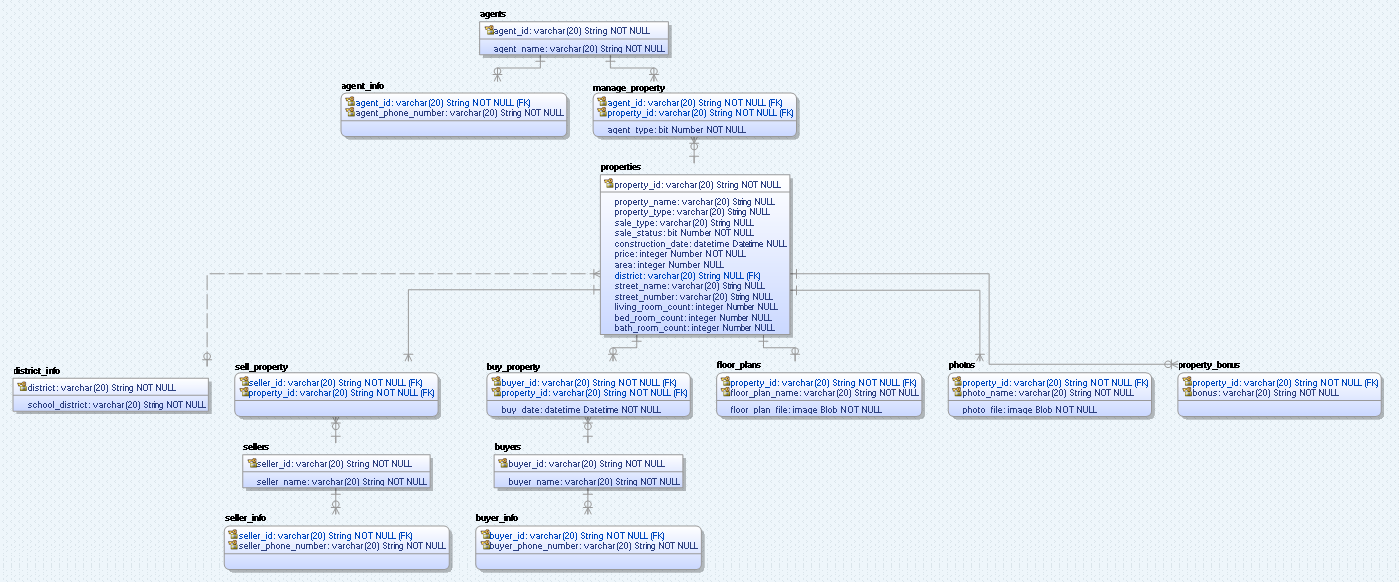 agents
agent_id: varchar(20) String NOT NULL
agent_name: varchar(20) String NOT NULL
agent_info
agent_id: varchar(20) String NOT NULL (FK)
agent_phone_number: varchar(20) String NOT NULL
manage_property
agent_id: varchar(20) String NOT NULL (FK)
property_id: varchar(20) String NOT NULL (FK)
agent_type: bit Number NOT NULL
properties
property_id: varchar(20) String NOT NULL
property_name: varchar(20) String NULL
property_type: varchar(20) String NULL
sale_type: varchar(20) String NULL
sale_status: bit Number NOT NULL
construction_date: datetime Datetime NULL
price: integer Number NOT NULL
area: integer Number NULL
district: varchar(20) String NULL (FK)
street_name: varchar(20) String NULL
street_number: varchar(20) String NULL
living_room_count: integer Number NULL
bed_room_count: integer Number NULL
bath_room_count: integer Number NULL
district_info
district: varchar(20) String NOT NULL
school_district: varchar(20) String NOT NULL
sell_property
seller_id: varchar(20) String NOT NULL (FK)
property_id: varchar(20) String NOT NULL (FK)
buy_property
buyer_id: varchar(20) String NOT NULL (FK)
property_id: varchar(20) String NOT NULL (FK)
buy_date: datetime Datetime NOT NULL
floor_plans
property_id: varchar(20) String NOT NULL (FK)
floor_plan_name: varchar(20) String NOT NULL
floor_plan_file: image Blob NOT NULL
photos
property_id: varchar(20) String NOT NULL (FK)
photo_name: varchar(20) String NOT NULL
photo_file: image Blob NOT NULL
property_bonus
property_id: varchar(20) String NOT NULL (FK)
bonus: varchar(20) String NOT NULL
sellers
seller_id: varchar(20) String NOT NULL
seller_name: varchar(20) String NOT NULL
buyers
buyer_id: varchar(20) String NOT NULL
buyer_name: varchar(20) String NOT NULL
seller_info
seller_id: varchar(20) String NOT NULL (FK)
seller_phone_number: varchar(20) String NOT NULL
buyer_info
buyer_id: varchar(20) String NOT NULL (FK)
buyer_phone_number: varchar(20) String NOT NULL